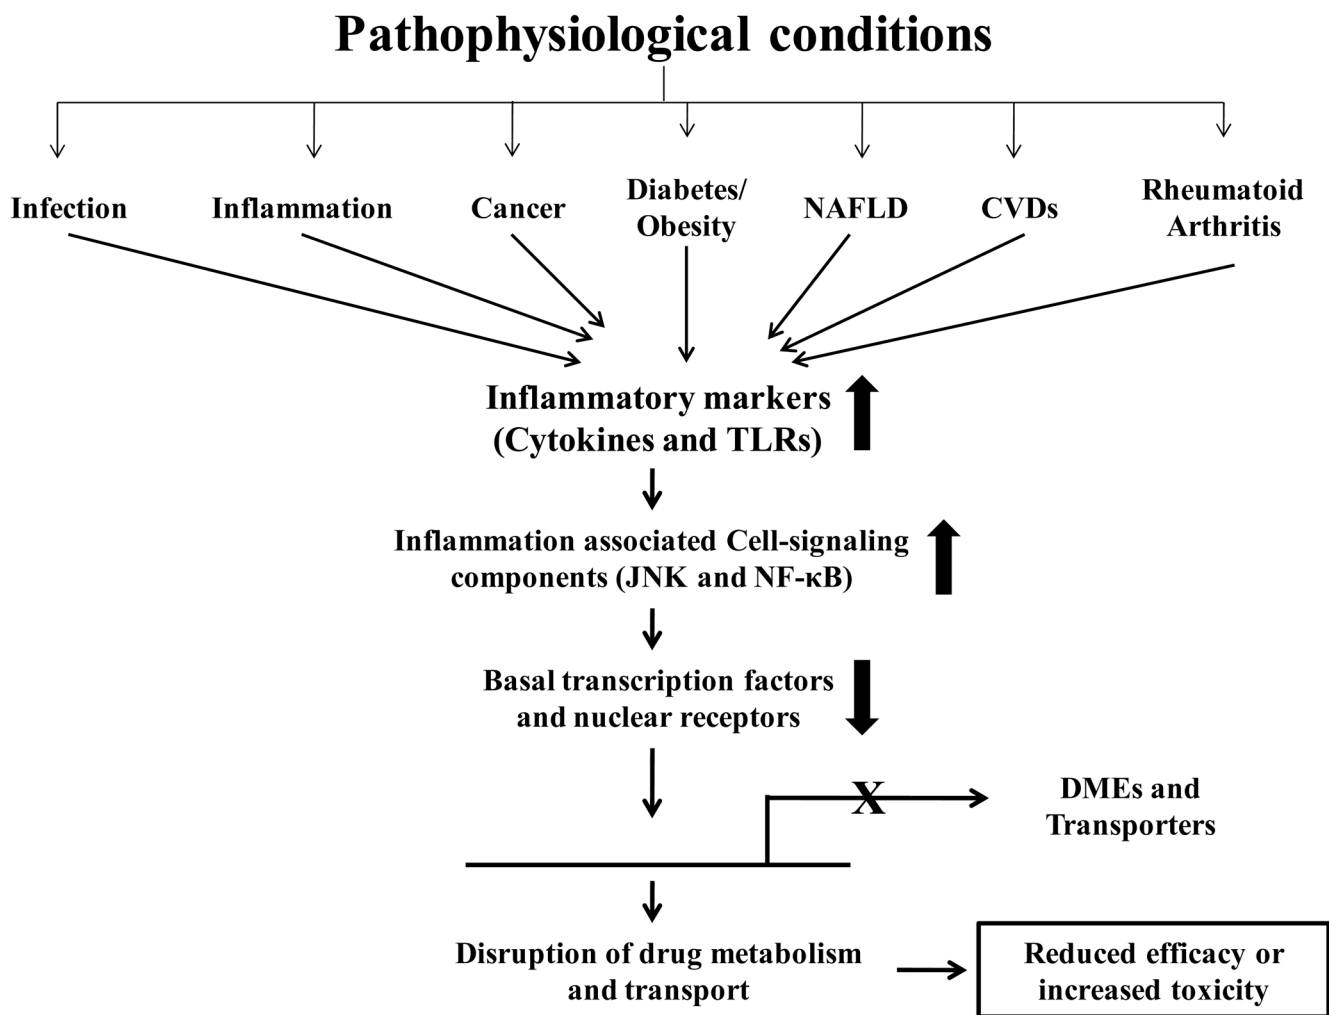 Pathophysiological conditions
Infection
Inflammation
Cancer
Diabetes/
Obesity
NAFLD
CVDs
Rheumatoid
Arthritis
Inflammatory markers
(Cytokines and TLRs)
Inflammation associated Cell-signaling
components (JNK and NF-κB)
Basal transcription factors
and nuclear receptors
X
DMEs and
Transporters
Disruption of drug metabolism
and transport
Reduced efficacy or
increased toxicity